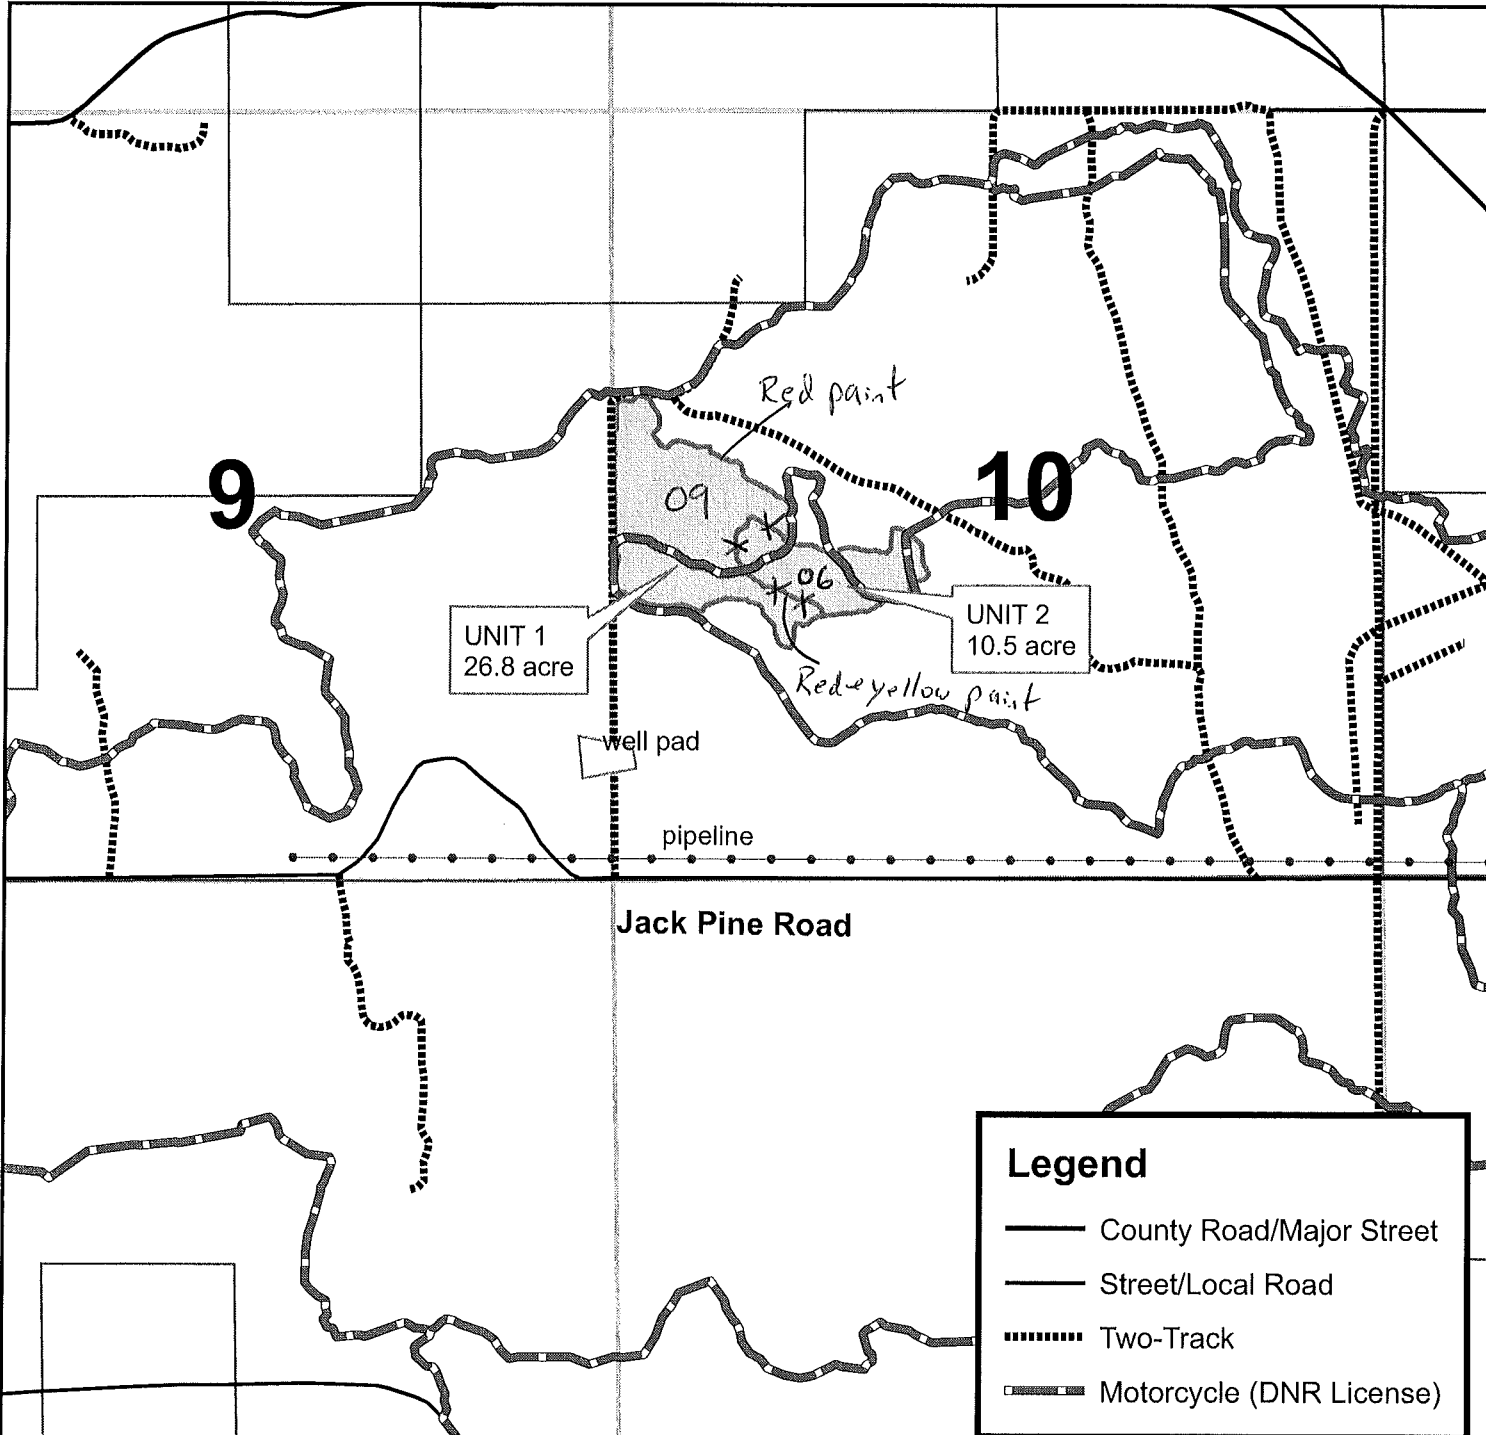 Red paint
9
10
09
06
UNIT 1
26.8 acre
UNIT 2
10.5 acre
Red & yellow paint
well pad
pipeline
Jack Pine Road
Legend
County Road/Major Street
Street/Local Road
Two-Track
Motorcycle (DNR License)